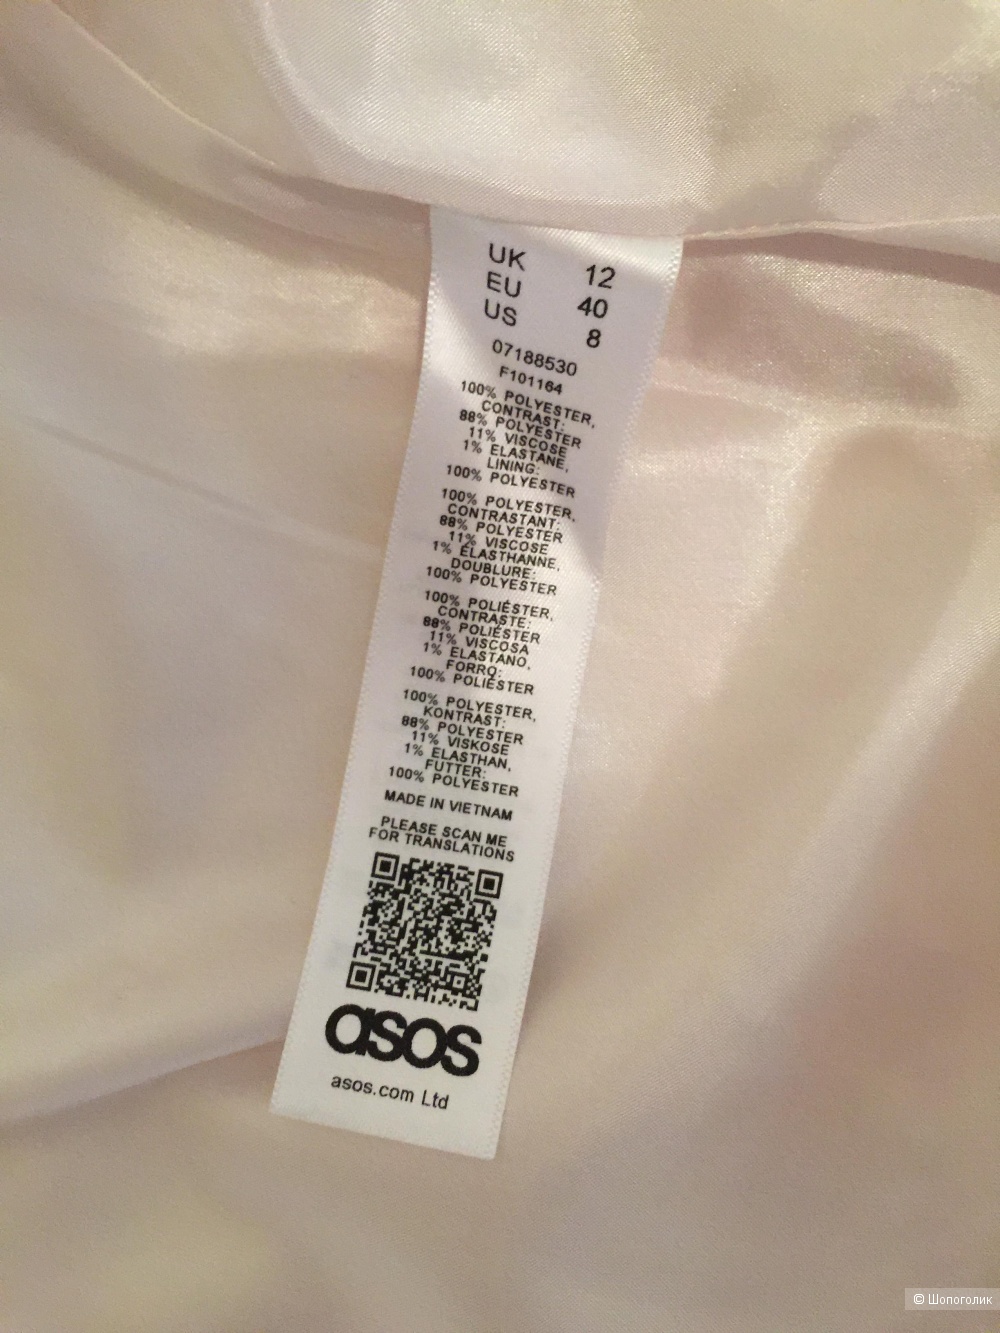 UK 12
EU 40
US 8
07188530
F101164
100% POLYESTER,
CONTRAST:
88% POLYESTER
11% VISCOSE
1% ELASTANE,
LINING:
100% POLYESTER
100% POLYESTER,
CONTRASTANT:
88% POLYESTER
11% VISCOSE
1% ÉLASTHANNE,
DOUBLURE:
100% POLYESTER
100% POLIÉSTER,
CONTRASTE:
88% POLIÉSTER
11% VISCOSA
1% ELASTANO,
FORRO:
100% POLIÉSTER
100% POLYESTER,
KONTRAST:
88% POLYESTER
11% VISKOSE
1% ELASTHAN,
FUTTER:
100% POLYESTER
MADE IN VIETNAM
PLEASE SCAN ME
FOR TRANSLATIONS
asos
asos.com Ltd
© Шопоголик